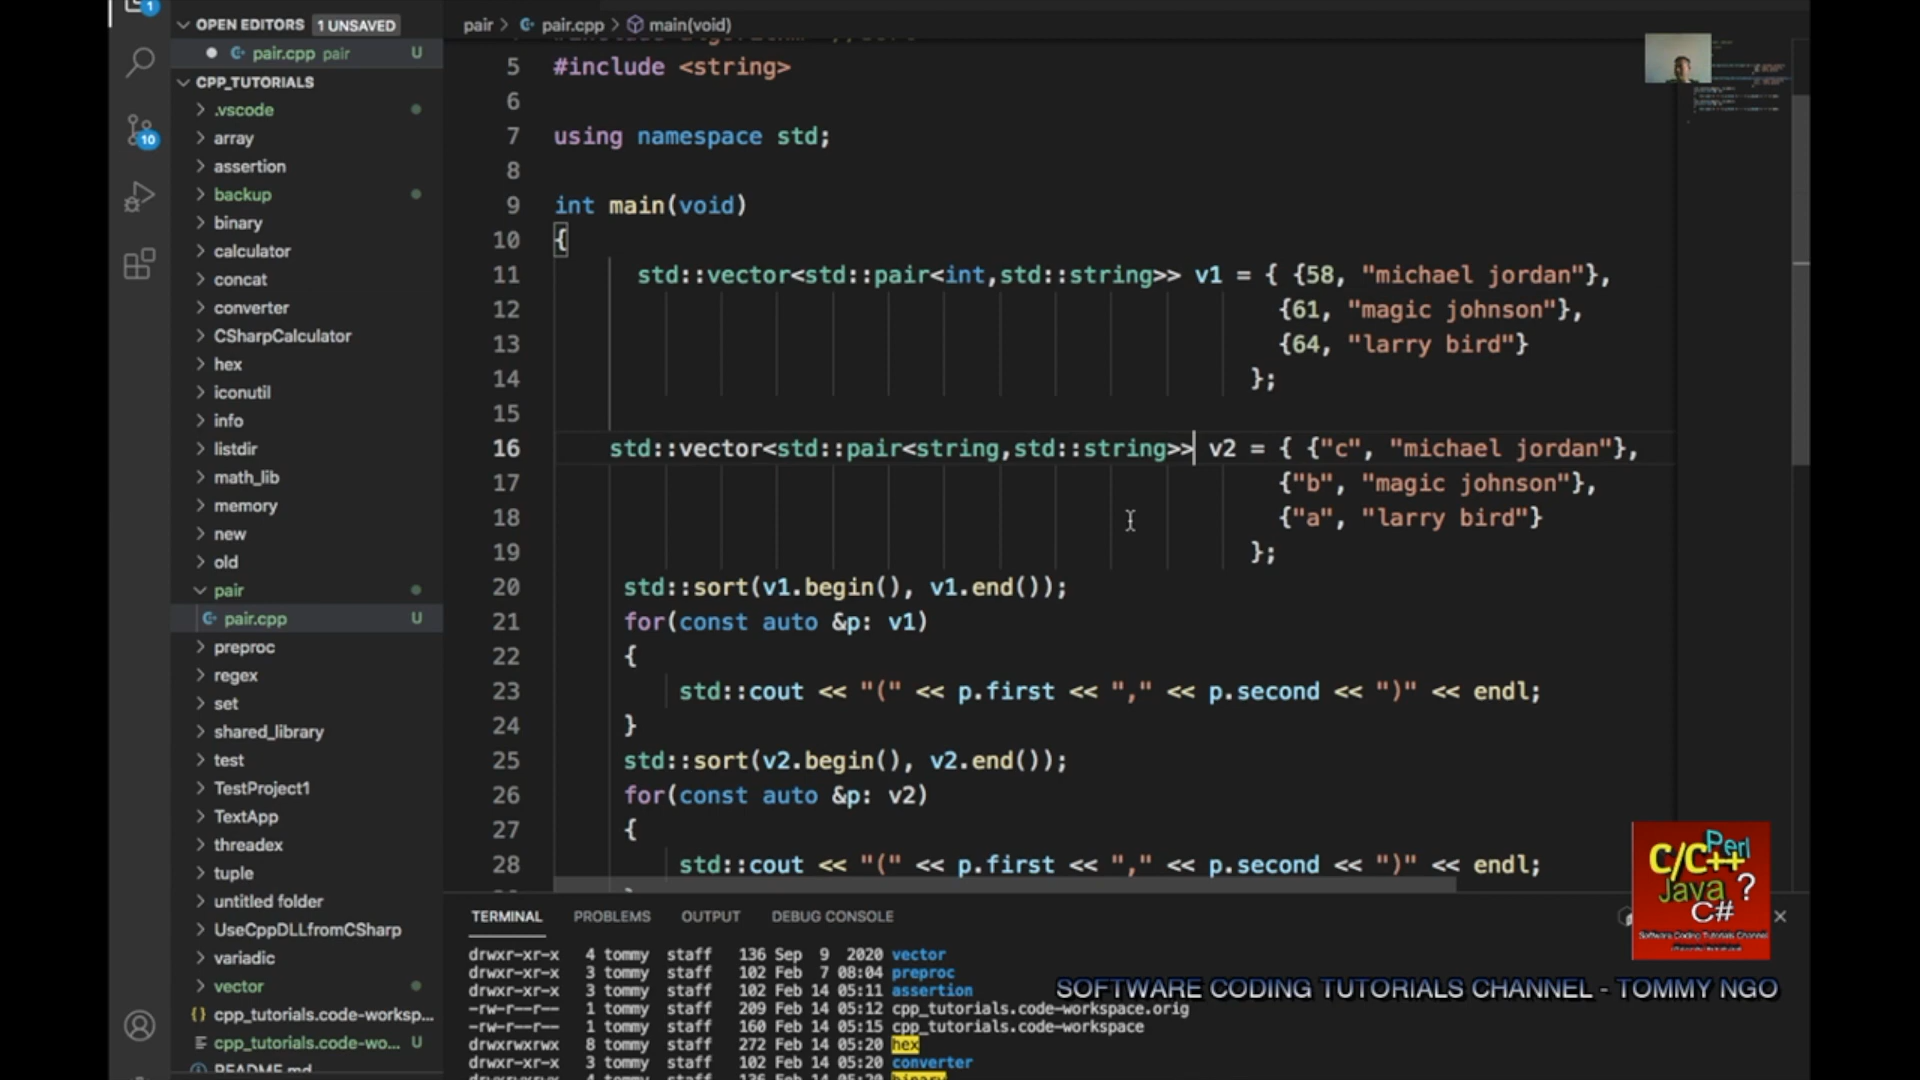 1
OPEN EDITORS 1 UNSAVED
pair.cpp pair U
CPP_TUTORIALS
.vscode
array
assertion
backup
binary
calculator
concat
converter
CSharpCalculator
hex
iconutil
info
listdir
math_lib
memory
new
old
pair
pair.cpp U
preproc
regex
set
shared_library
test
TestProject1
TextApp
threadex
tuple
untitled folder
UseCppDLLfromCSharp
variadic
vector
{} cpp_tutorials.code-worksp...
cpp_tutorials.code-wo... U
README.md
10
pair > pair.cpp > main(void)
5 #include <string>
6
7 using namespace std;
8
9 int main(void)
10 {
11 std::vector<std::pair<int,std::string>> v1 = { {58, "michael jordan"},
12 {61, "magic johnson"},
13 {64, "larry bird"}
14 };
15
16 std::vector<std::pair<string,std::string>> v2 = { {"c", "michael jordan"},
17 {"b", "magic johnson"},
18 {"a", "larry bird"}
19 };
20 std::sort(v1.begin(), v1.end());
21 for(const auto &p: v1)
22 {
23 std::cout << "(" << p.first << "," << p.second << ")" << endl;
24 }
25 std::sort(v2.begin(), v2.end());
26 for(const auto &p: v2)
27 {
28 std::cout << "(" << p.first << "," << p.second << ")" << endl;
TERMINAL PROBLEMS OUTPUT DEBUG CONSOLE
drwxr-xr-x 4 tommy staff 136 Sep 9 2020 vector
drwxr-xr-x 3 tommy staff 102 Feb 7 08:04 preproc
drwxr-xr-x 3 tommy staff 102 Feb 14 05:11 assertion
-rw-r--r-- 1 tommy staff 209 Feb 14 05:12 cpp_tutorials.code-workspace.orig
-rw-r--r-- 1 tommy staff 160 Feb 14 05:15 cpp_tutorials.code-workspace
drwxrwxrwx 8 tommy staff 272 Feb 14 05:20 hex
drwxr-xr-x 3 tommy staff 102 Feb 14 05:20 converter
C/C++ Perl
Java ?
C#
Software Coding Tutorials Channel
SOFTWARE CODING TUTORIALS CHANNEL - TOMMY NGO